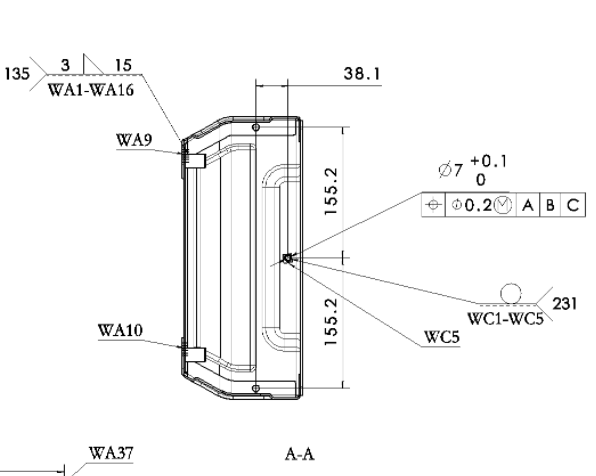 135 3 15
WA1-WA16
38.1
WA9
155.2
⌀7 +0.1
0
⌖ ⌀0.2Ⓜ A B C
231
WC1-WC5
WC5
155.2
WA10
WA37
A-A